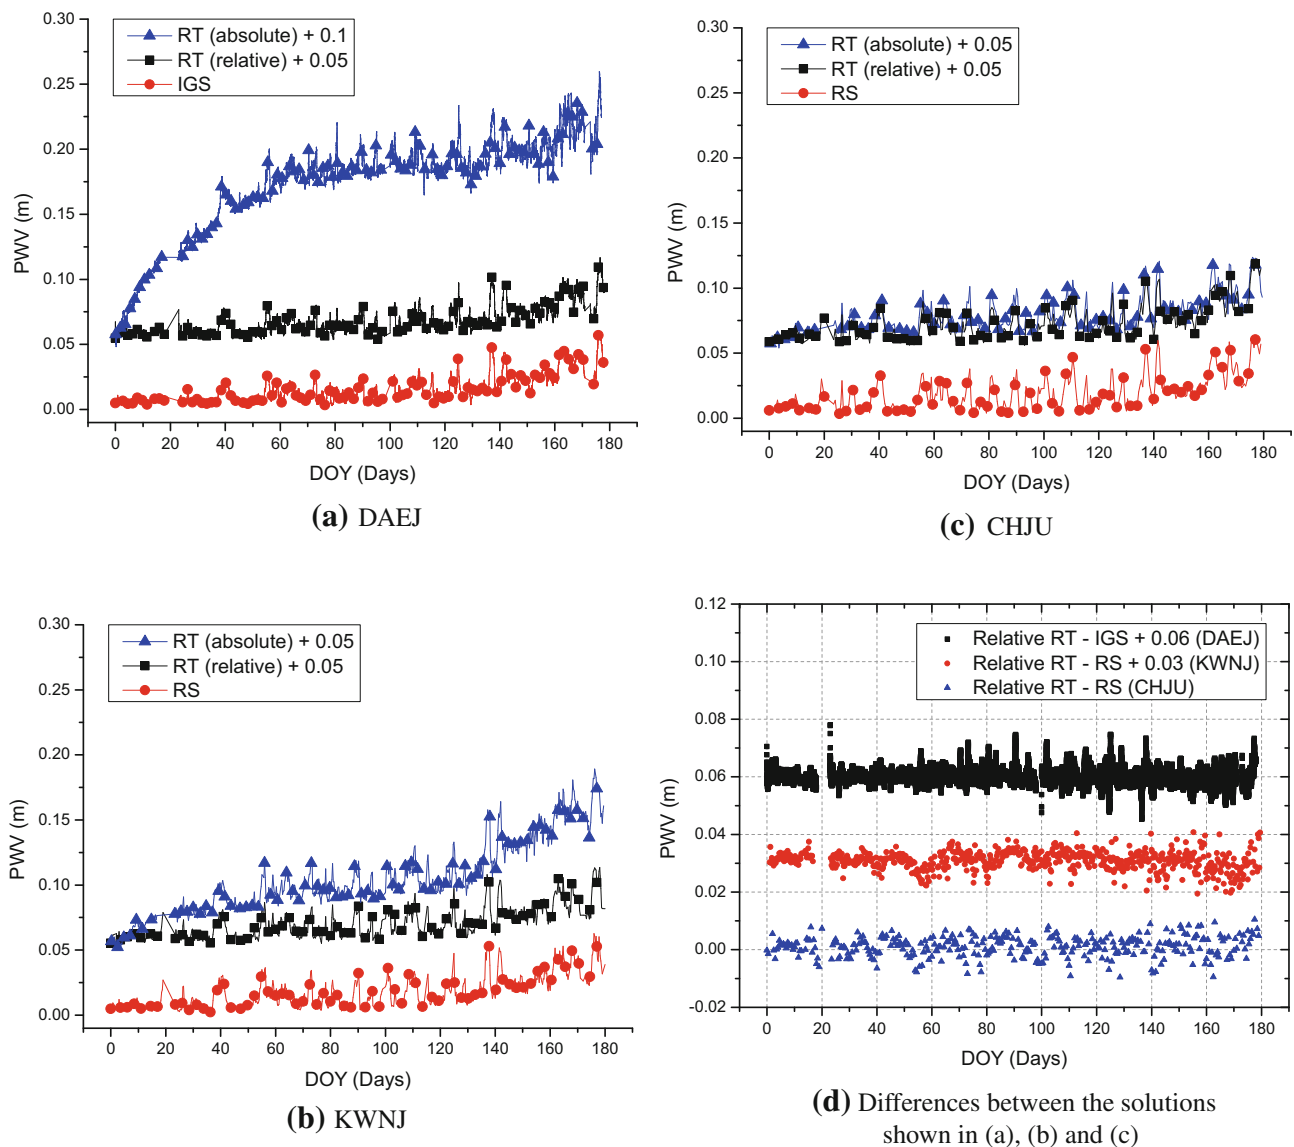 0.30
0.25
0.20
0.15
0.10
0.05
0.00
PWV (m)
RT (absolute) + 0.1
RT (relative) + 0.05
IGS
0 20 40 60 80 100 120 140 160 180
DOY (Days)
(a) DAEJ
0.30
0.25
0.20
0.15
0.10
0.05
0.00
PWV (m)
RT (absolute) + 0.05
RT (relative) + 0.05
RS
0 20 40 60 80 100 120 140 160 180
DOY (Days)
(c) CHJU
0.30
0.25
0.20
0.15
0.10
0.05
0.00
PWV (m)
RT (absolute) + 0.05
RT (relative) + 0.05
RS
0 20 40 60 80 100 120 140 160 180
DOY (Days)
(b) KWNJ
0.12
0.10
0.08
0.06
0.04
0.02
0.00
-0.02
PWV (m)
Relative RT - IGS + 0.06 (DAEJ)
Relative RT - RS + 0.03 (KWNJ)
Relative RT - RS (CHJU)
0 20 40 60 80 100 120 140 160 180
DOY (Days)
(d) Differences between the solutions
shown in (a), (b) and (c)